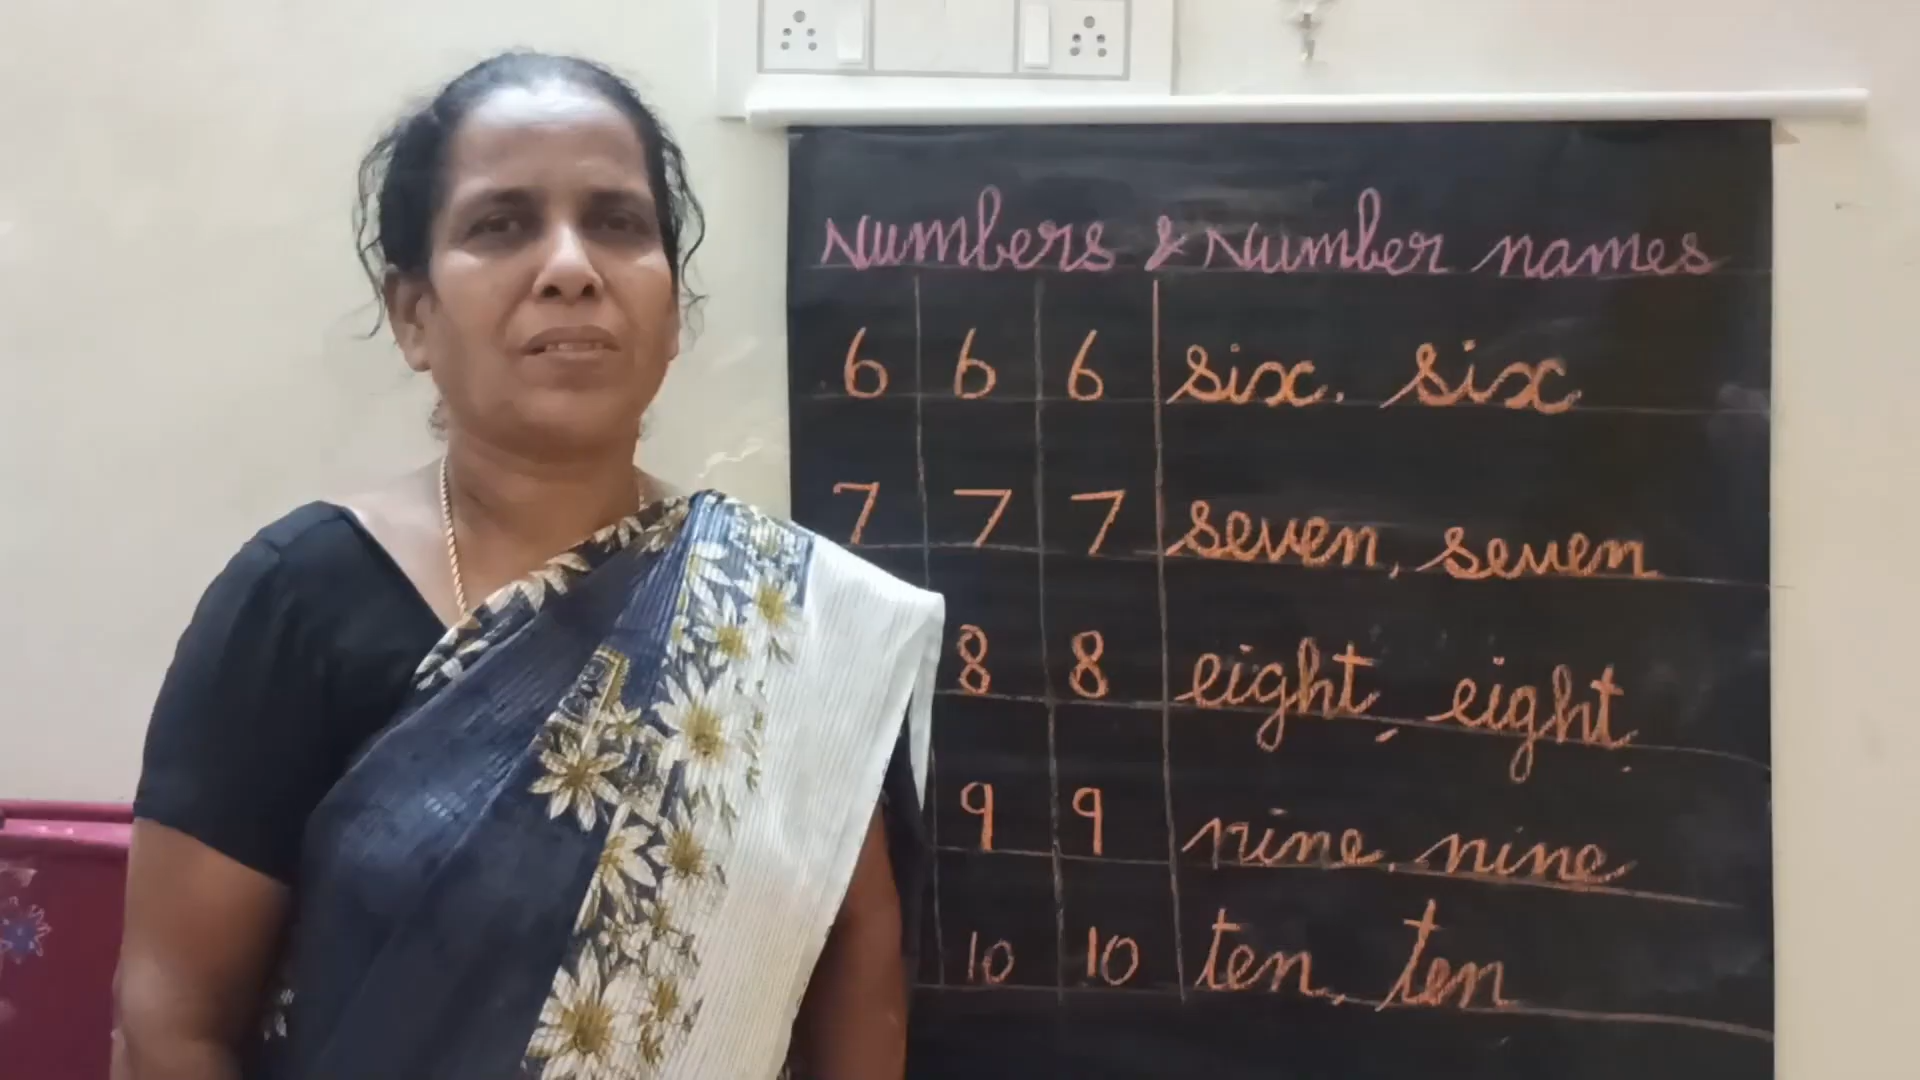 Numbers & Number names
6 6 6 six. six
7 7 7 seven, seven
8 8 eight, eight.
9 9 nine, nine
10 10 ten, ten